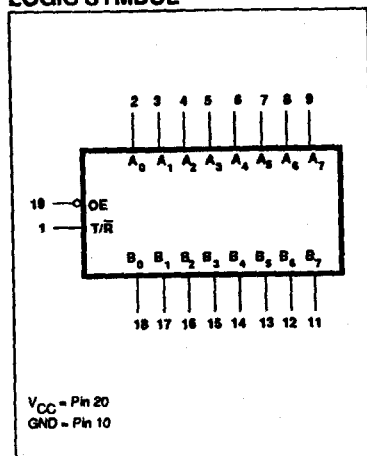 LOGIC SYMBOL
2 3 4 5 6 7 8 9
A0 A1 A2 A3 A4 A5 A6 A7
19 OE
1 T/R̅
B0 B1 B2 B3 B4 B5 B6 B7
18 17 16 15 14 13 12 11
VCC = Pin 20
GND = Pin 10